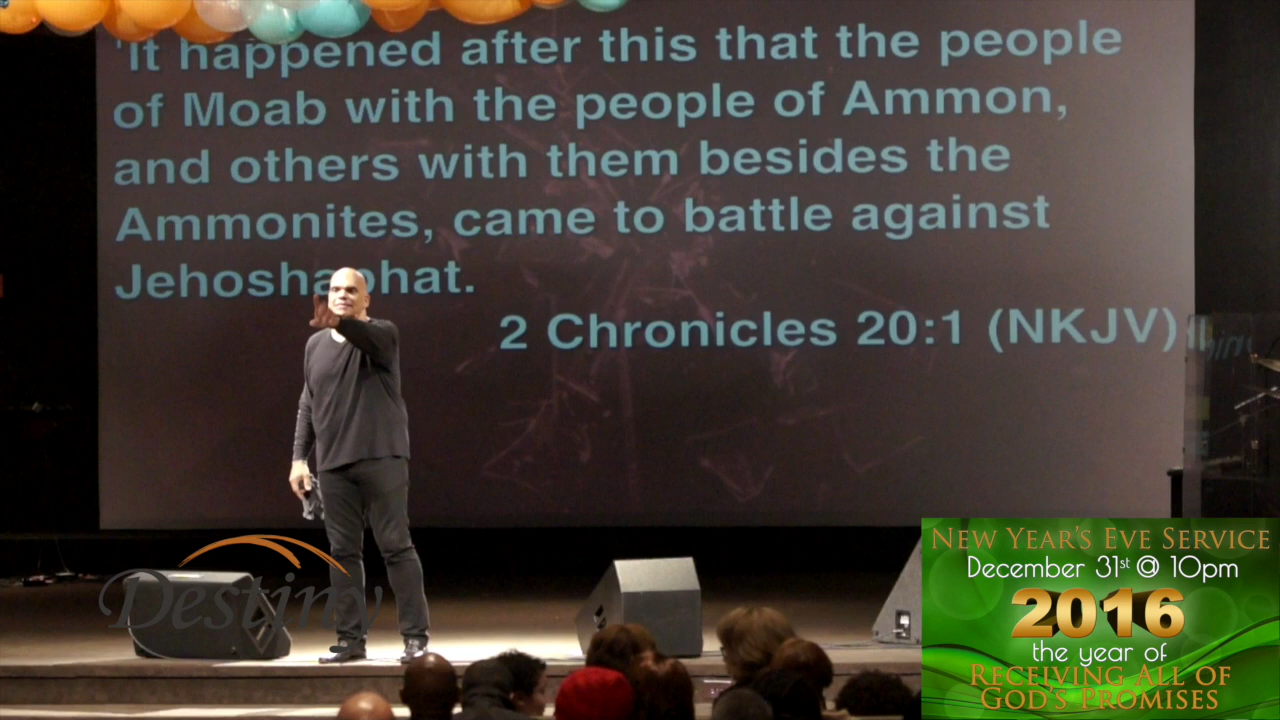 'It happened after this that the people
of Moab with the people of Ammon,
and others with them besides the
Ammonites, came to battle against
Jehoshaphat.
2 Chronicles 20:1 (NKJV)
Destiny
New Year's Eve Service
December 31st @ 10pm
2016
the year of
Receiving All of
God's Promises